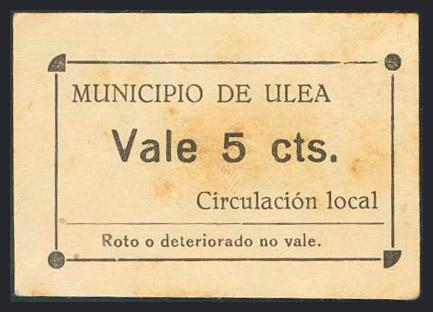 MUNICIPIO DE ULEA
Vale 5 cts.
Circulación local
Roto o deteriorado no vale.